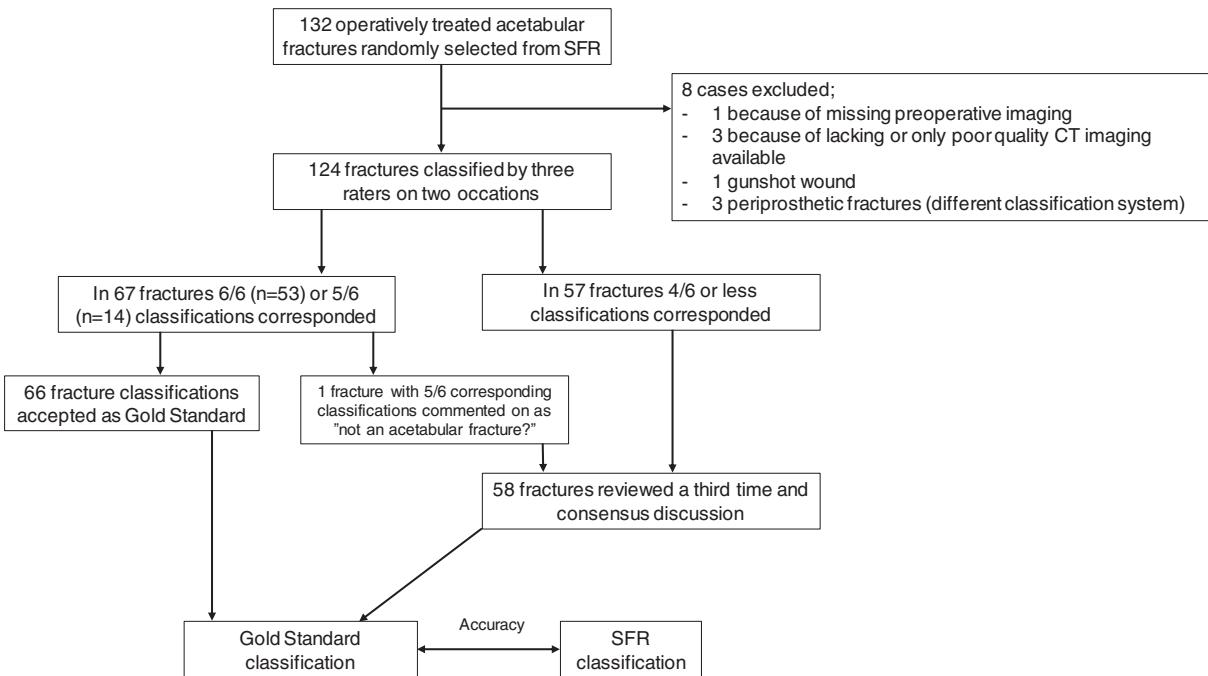 132 operatively treated acetabular
fractures randomly selected from SFR
8 cases excluded;
- 1 because of missing preoperative imaging
- 3 because of lacking or only poor quality CT imaging
available
- 1 gunshot wound
- 3 periprosthetic fractures (different classification system)
124 fractures classified by three
raters on two occations
In 67 fractures 6/6 (n=53) or 5/6
(n=14) classifications corresponded
In 57 fractures 4/6 or less
classifications corresponded
66 fracture classifications
accepted as Gold Standard
1 fracture with 5/6 corresponding
classifications commented on as
”not an acetabular fracture?”
58 fractures reviewed a third time and
consensus discussion
Gold Standard
classification
Accuracy
SFR
classification